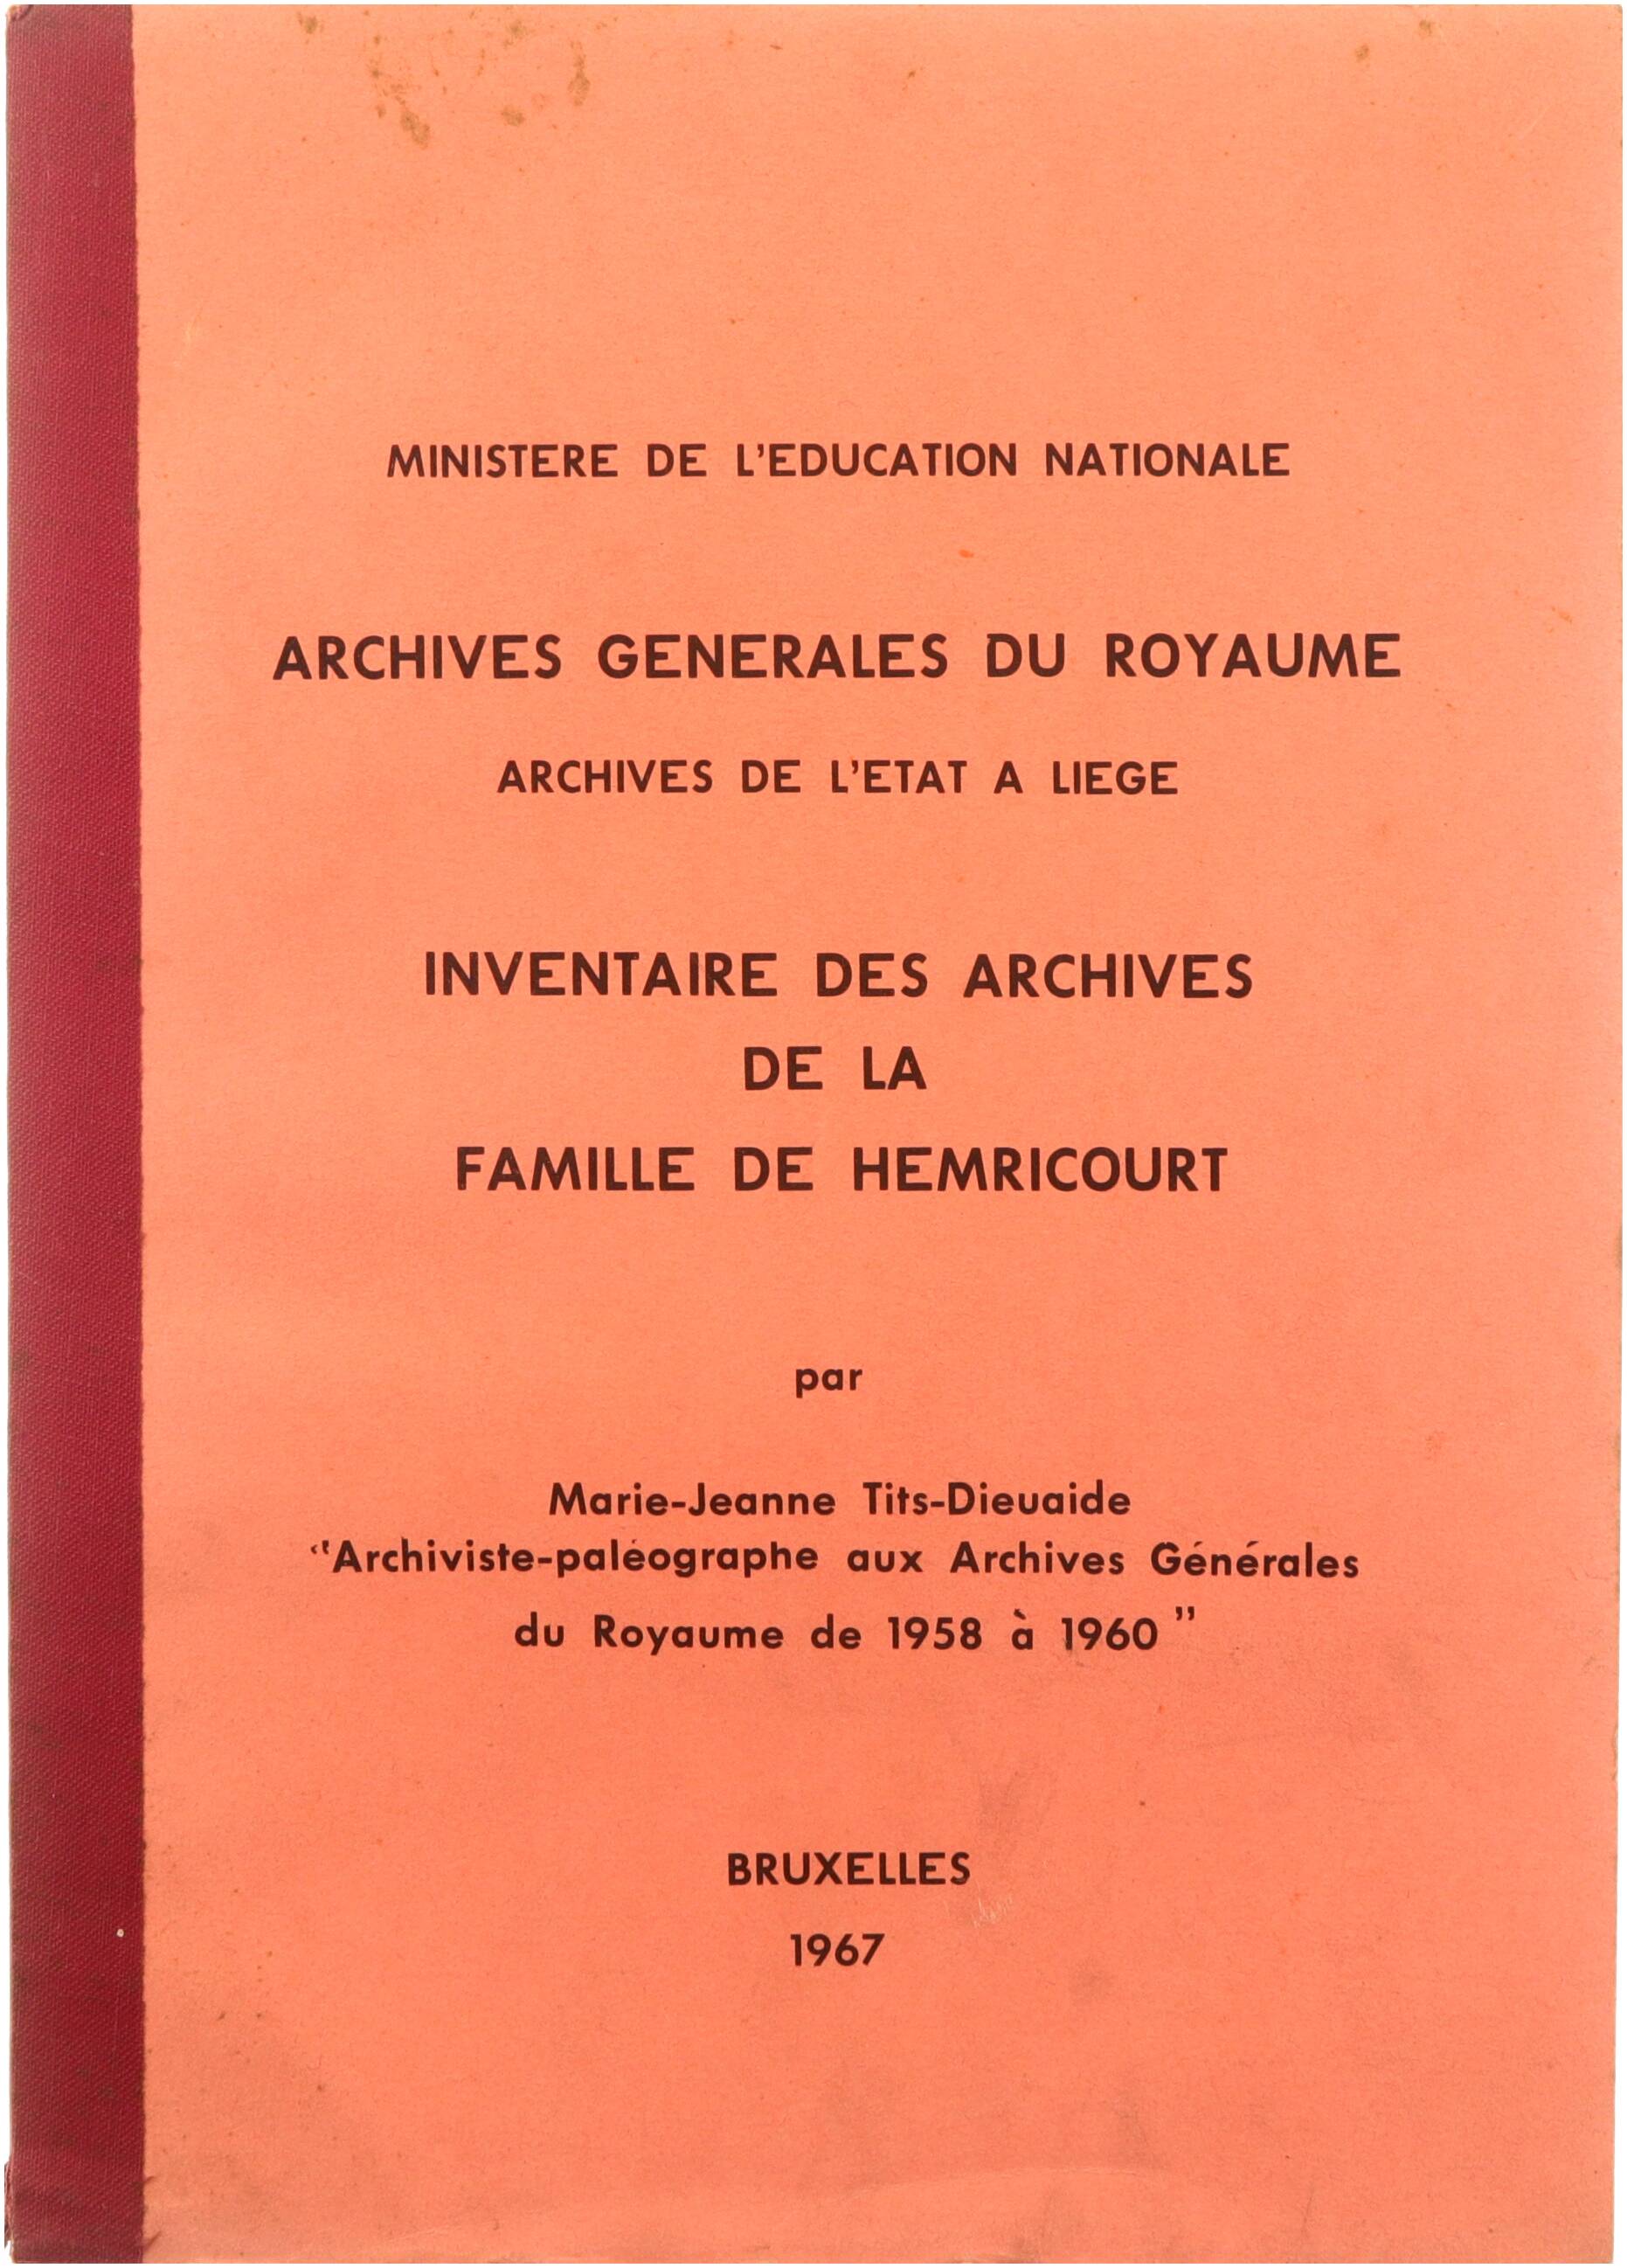 MINISTERE DE L'EDUCATION NATIONALE
ARCHIVES GENERALES DU ROYAUME
ARCHIVES DE L'ETAT A LIEGE
INVENTAIRE DES ARCHIVES
DE LA
FAMILLE DE HEMRICOURT
par
Marie-Jeanne Tits-Dieuaide
"Archiviste-paléographe aux Archives Générales
du Royaume de 1958 à 1960"
BRUXELLES
1967